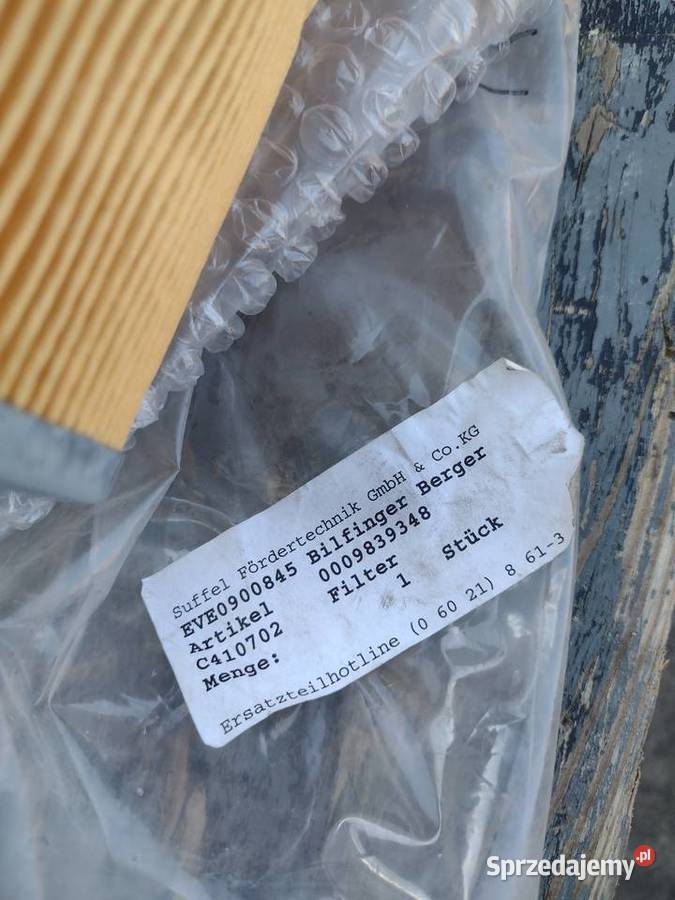 Suffel Fördertechnik GmbH & Co.KG
EVE0900845 Bilfinger Berger
Artikel 0009839348
C410702 Filter
Menge: 1 Stück
Ersatzteilhotline (0 60 21) 8 61-3
Sprzedajemy.pl